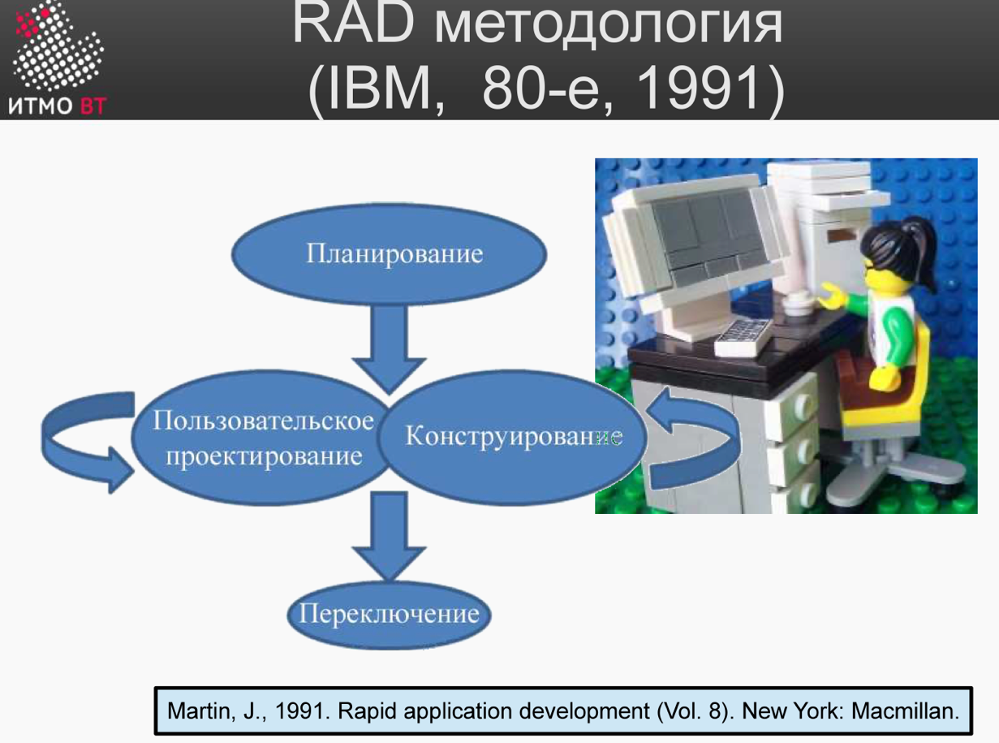 RAD методология
(IBM, 80-е, 1991)
ИТМО ВТ
Планирование
Пользовательское
проектирование
Конструирование
Переключение
Martin, J., 1991. Rapid application development (Vol. 8). New York: Macmillan.